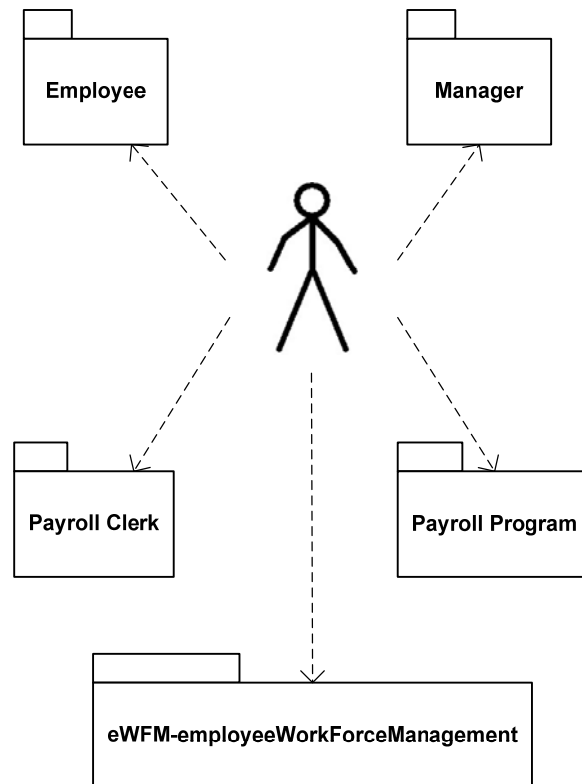 Employee
Manager
Payroll Clerk
Payroll Program
eWFM-employeeWorkForceManagement